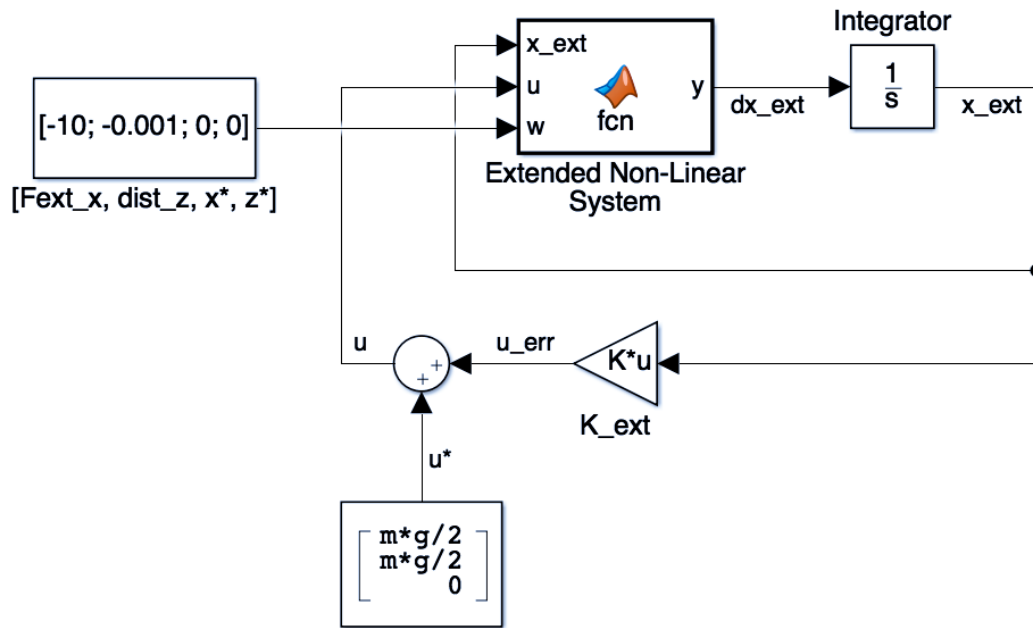 Integrator
x_ext
u
w
fcn
y
dx_ext
1
s
x_ext
[-10; -0.001; 0; 0]
[Fext_x, dist_z, x*, z*]
Extended Non-Linear
System
u
+
+
u_err
K*u
K_ext
u*
m*g/2
m*g/2
0